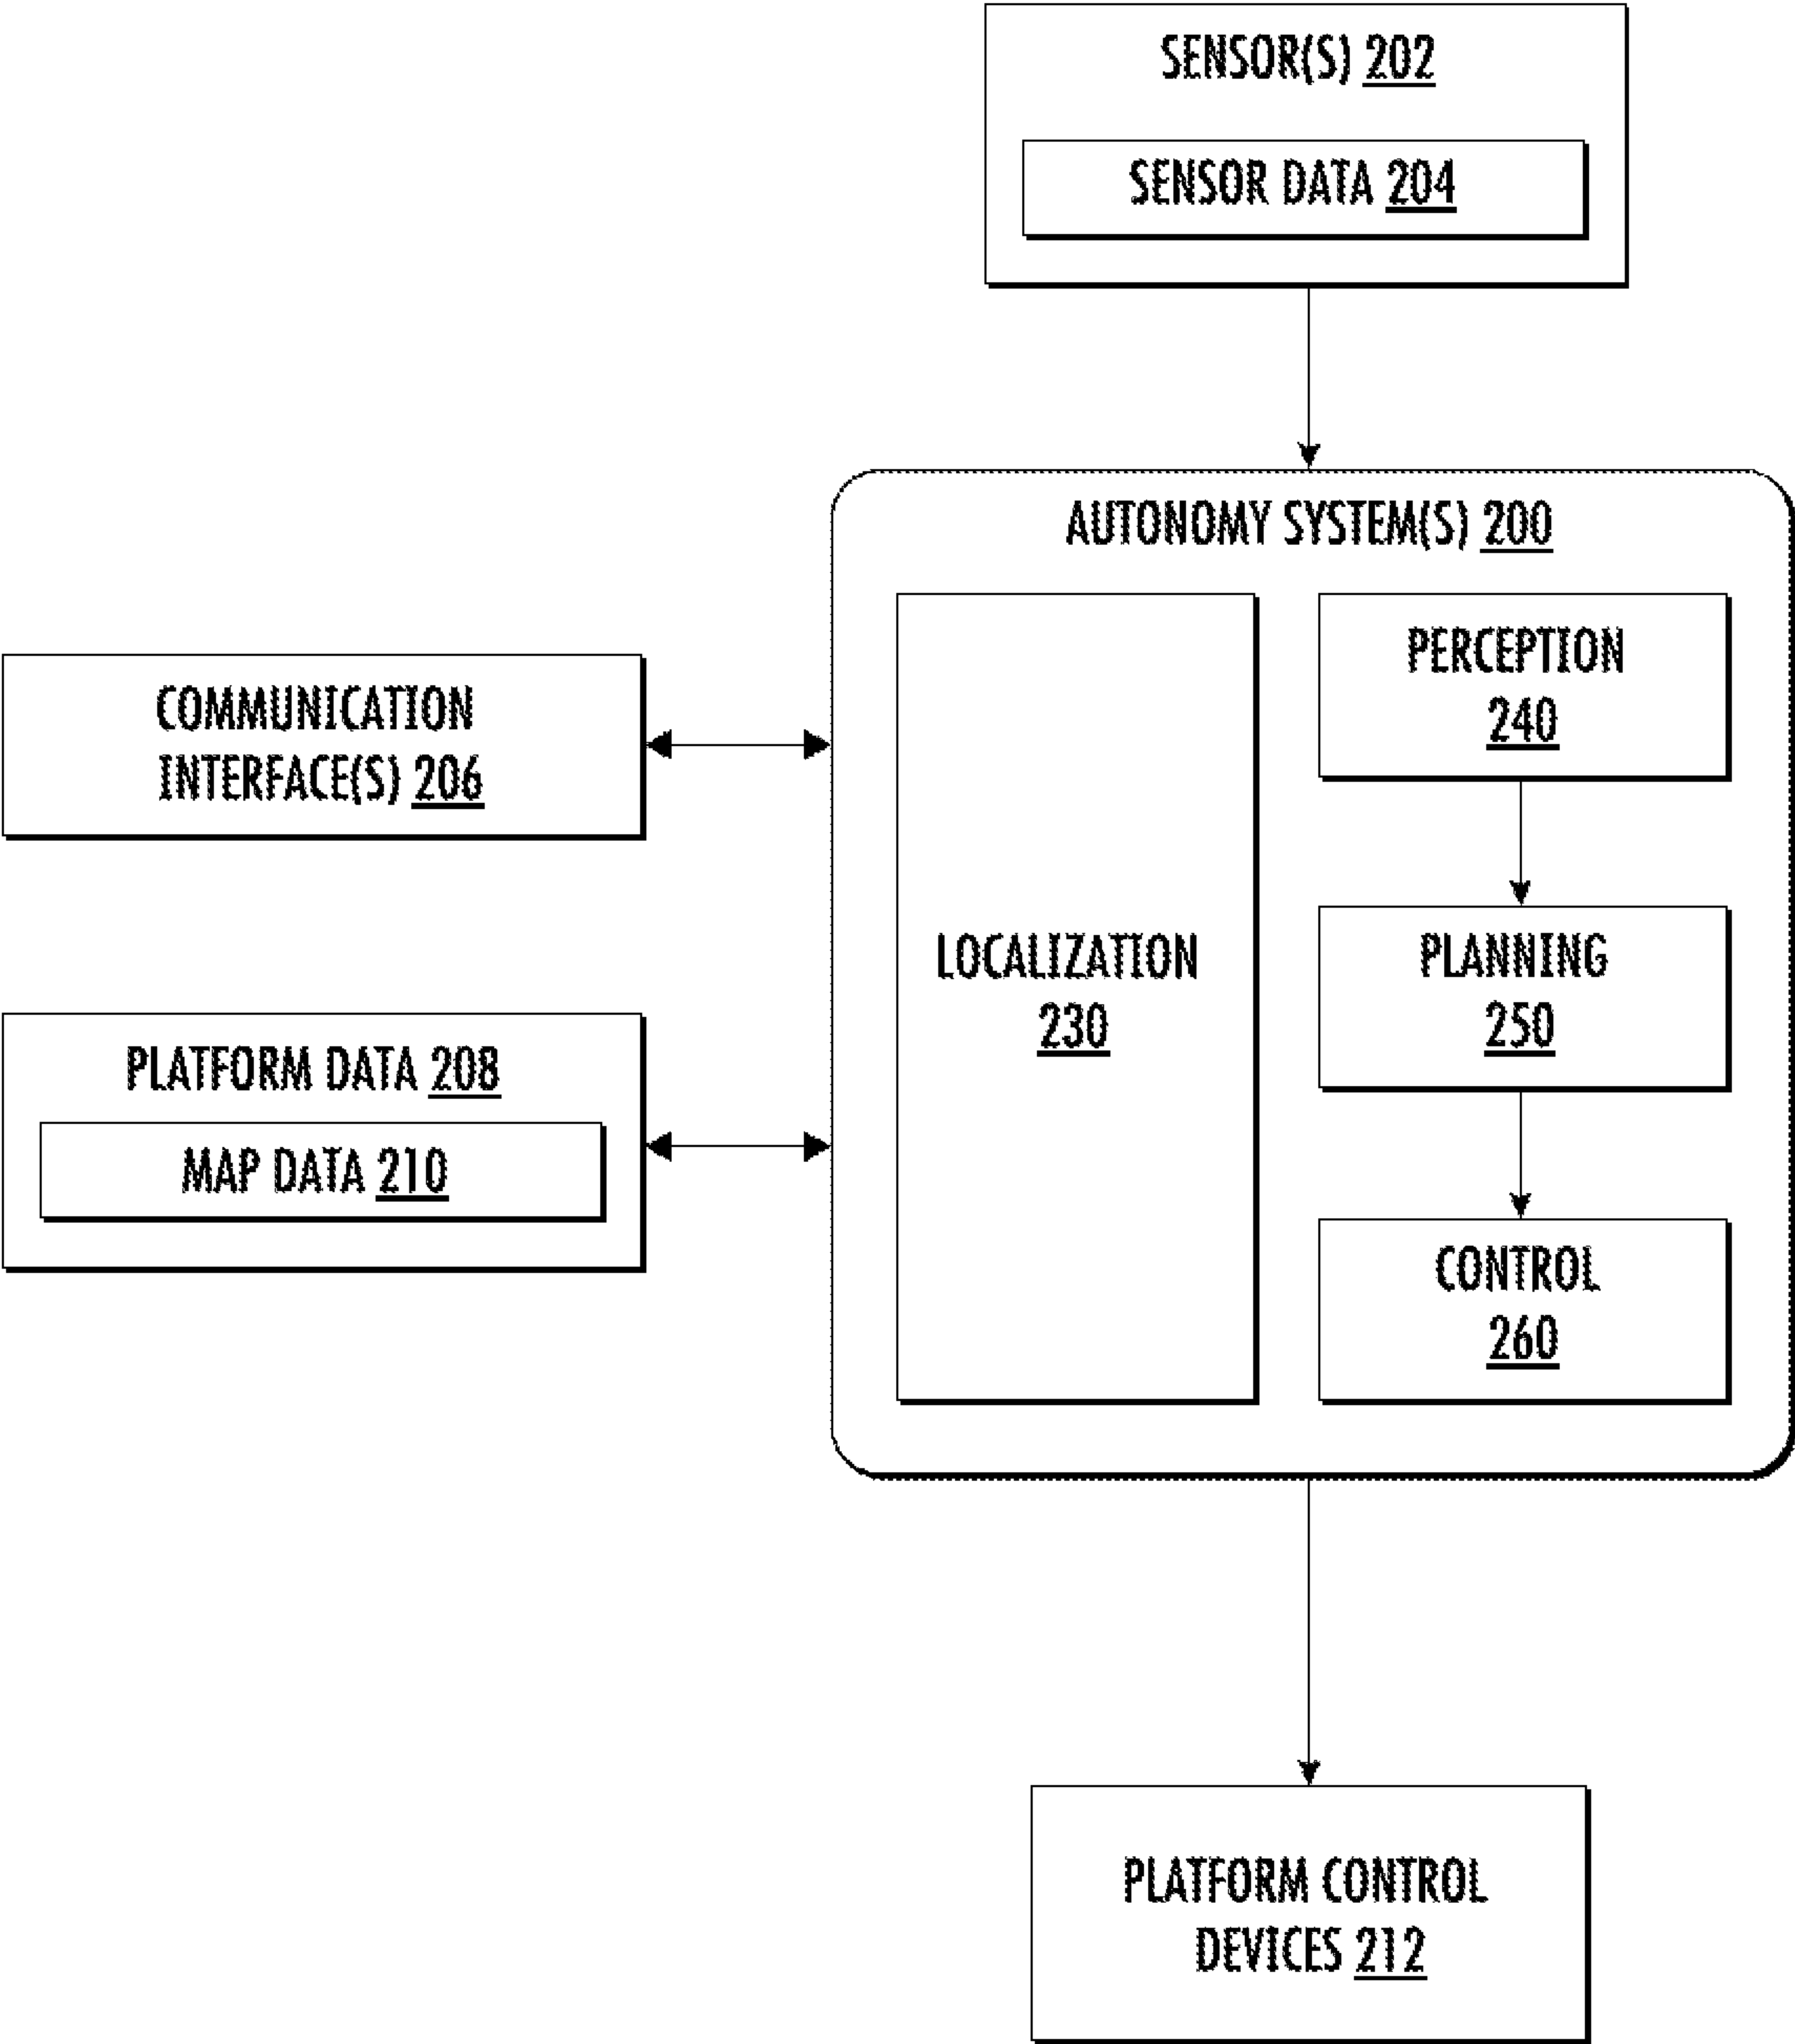 SENSOR(S) 202
SENSOR DATA 204
AUTONOMY SYSTEM(S) 200
COMMUNICATION
INTERFACE(S) 206
PLATFORM DATA 208
MAP DATA 210
LOCALIZATION
230
PERCEPTION
240
PLANNING
250
CONTROL
260
PLATFORM CONTROL
DEVICES 212